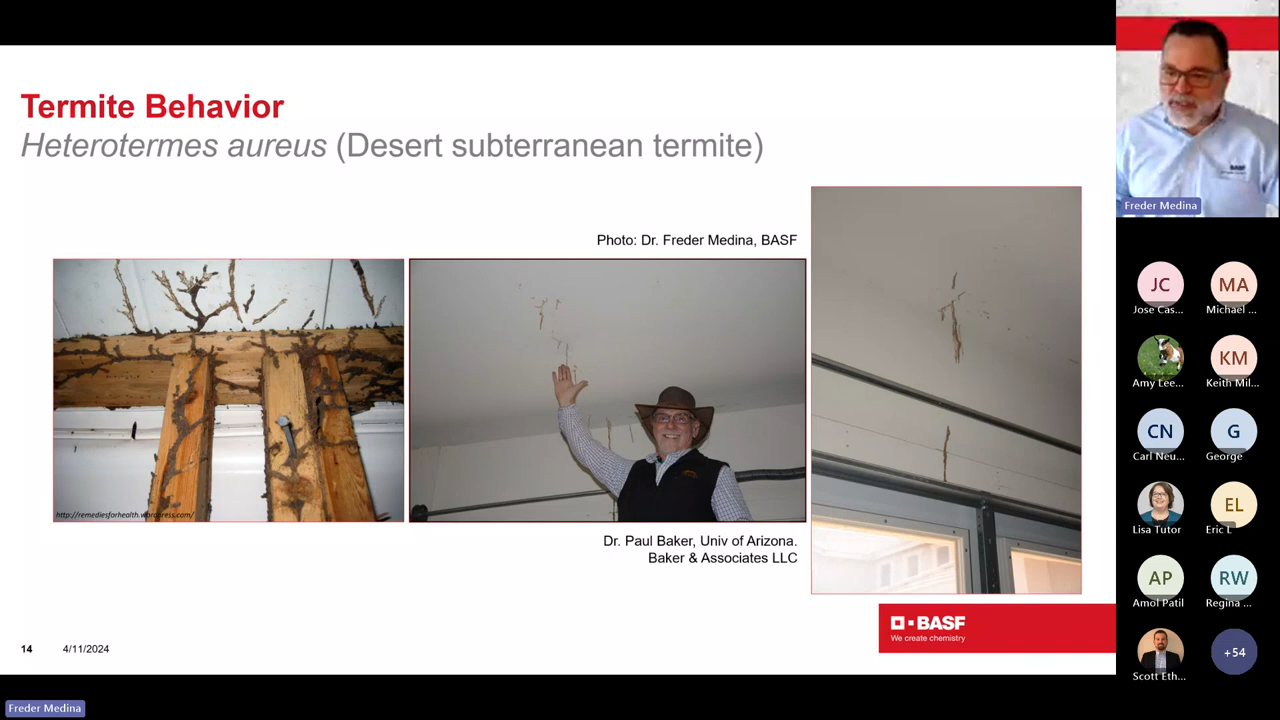 Termite Behavior
Heterotermes aureus (Desert subterranean termite)
Photo: Dr. Freder Medina, BASF
http://remediesforhealth.wordpress.com/
Dr. Paul Baker, Univ of Arizona.
Baker & Associates LLC
BASF
We create chemistry
14 4/11/2024
BASF
Freder Medina
JC MA
Jose Cas... Michael ...
KM
Amy Lee... Keith Mil...
CN G
Carl Neu... George
EL
Lisa Tutor Eric L
AP RW
Amol Patil Regina ...
+54
Scott Eth...
Freder Medina